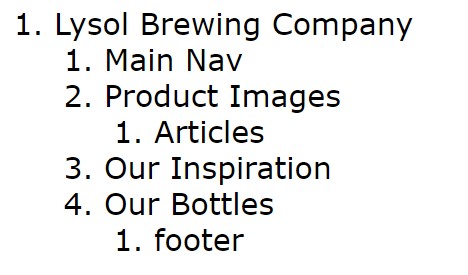 1. Lysol Brewing Company
1. Main Nav
2. Product Images
1. Articles
3. Our Inspiration
4. Our Bottles
1. footer